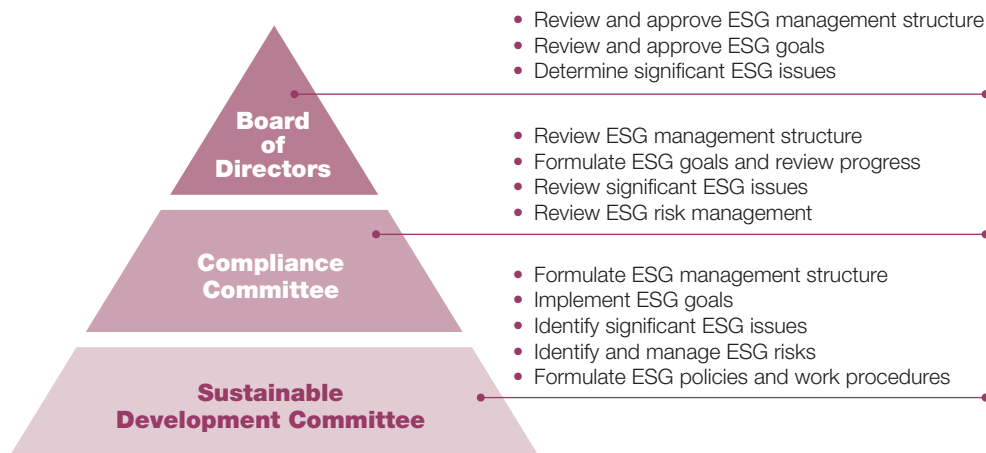 • Review and approve ESG management structure
• Review and approve ESG goals
• Determine significant ESG issues
Board
of
Directors
• Review ESG management structure
• Formulate ESG goals and review progress
• Review significant ESG issues
• Review ESG risk management
Compliance
Committee
• Formulate ESG management structure
• Implement ESG goals
• Identify significant ESG issues
• Identify and manage ESG risks
• Formulate ESG policies and work procedures
Sustainable
Development Committee